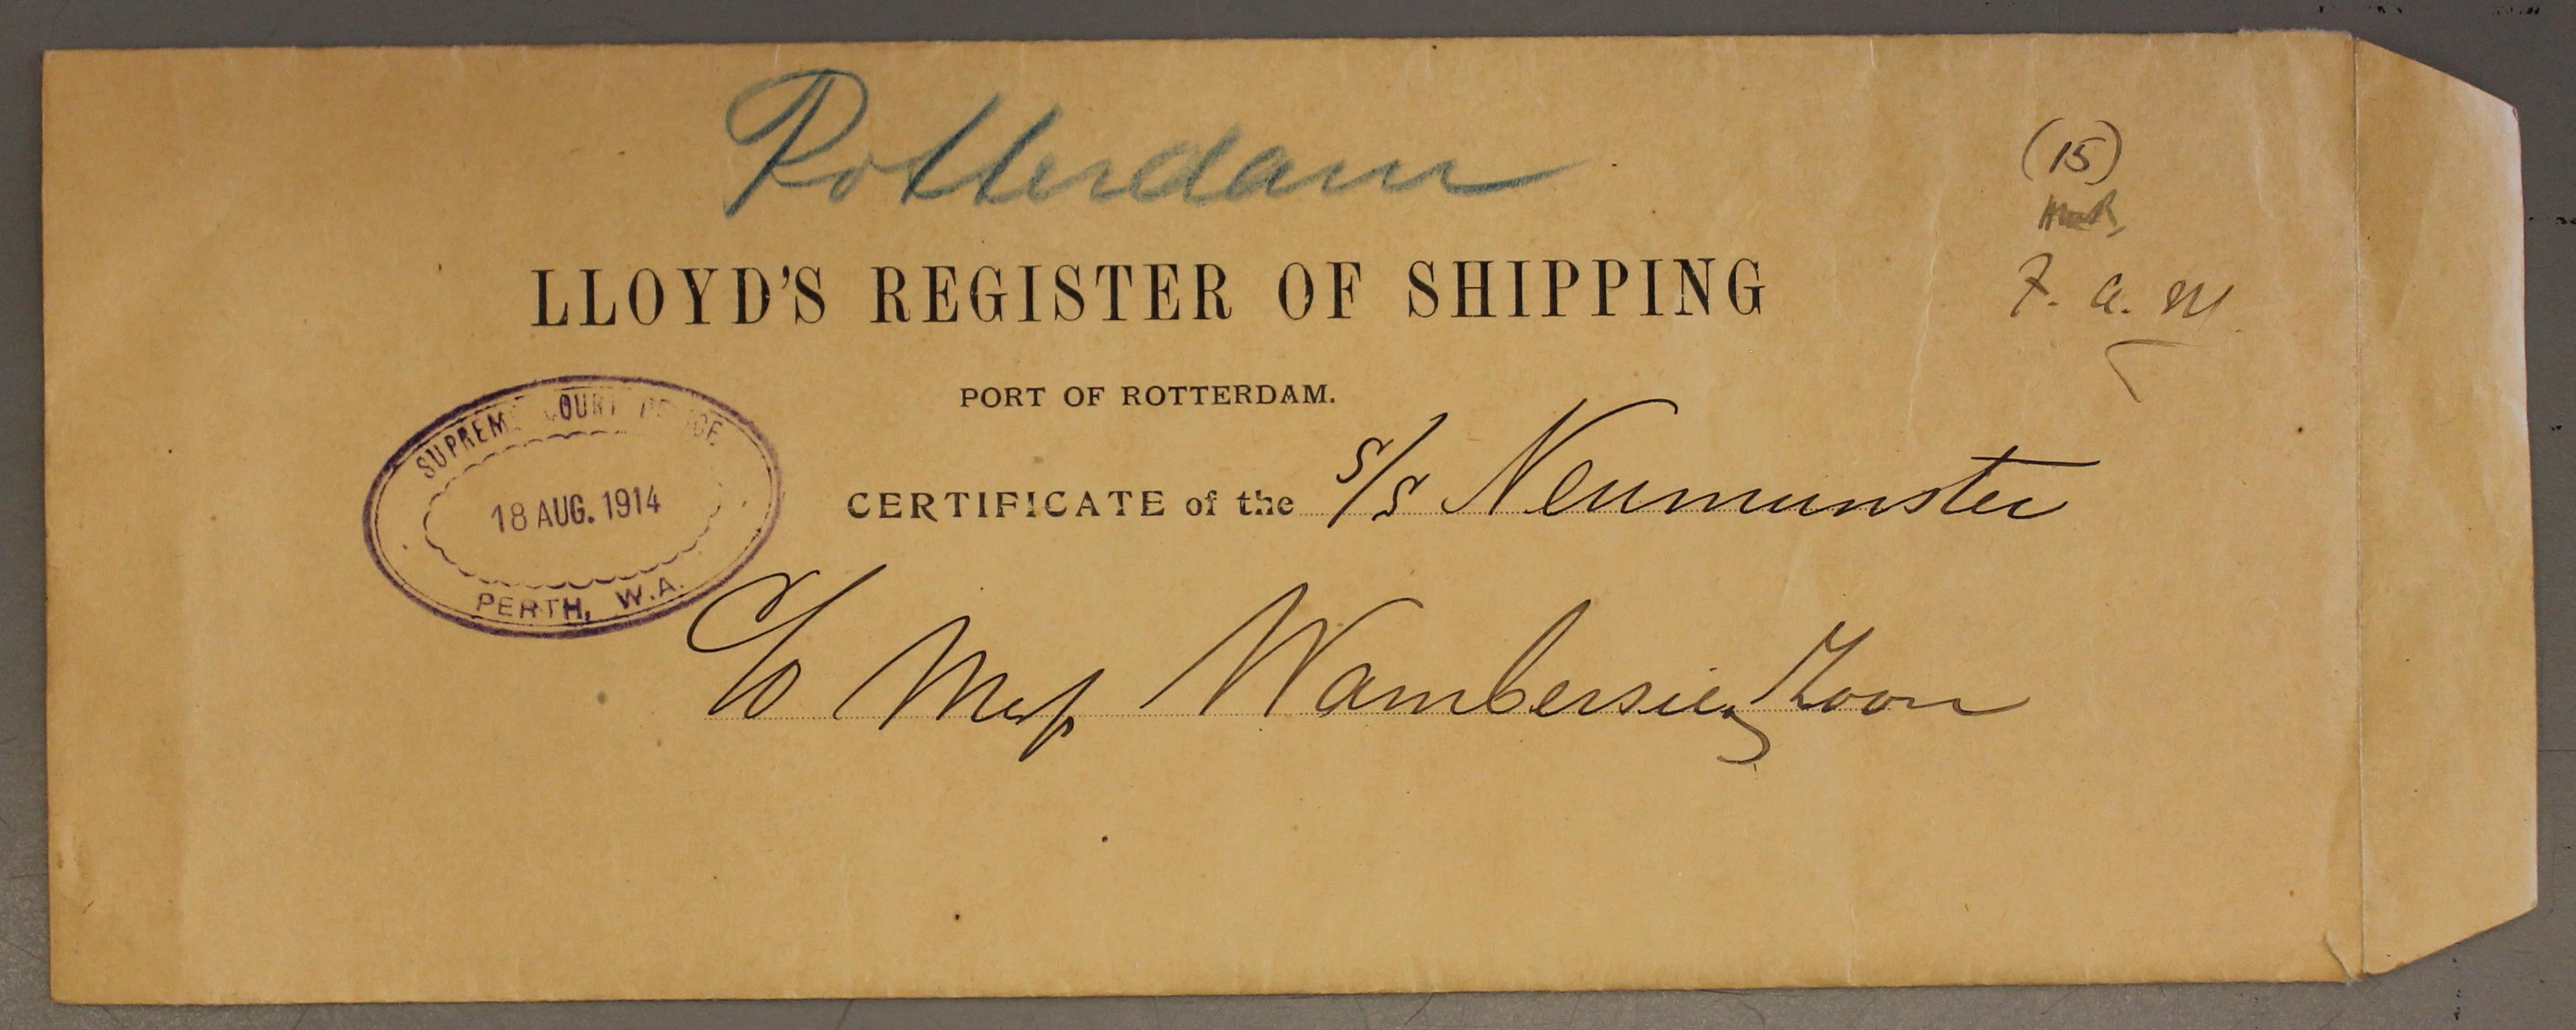 Rotterdam
(15)
F. a. M.
LLOYD'S REGISTER OF SHIPPING
PORT OF ROTTERDAM.
SUPREME COURT OFFICE
18 AUG. 1914
PERTH, W.A.
CERTIFICATE of the S/S Neumunster
C/o Mess Wambersie & Zoon